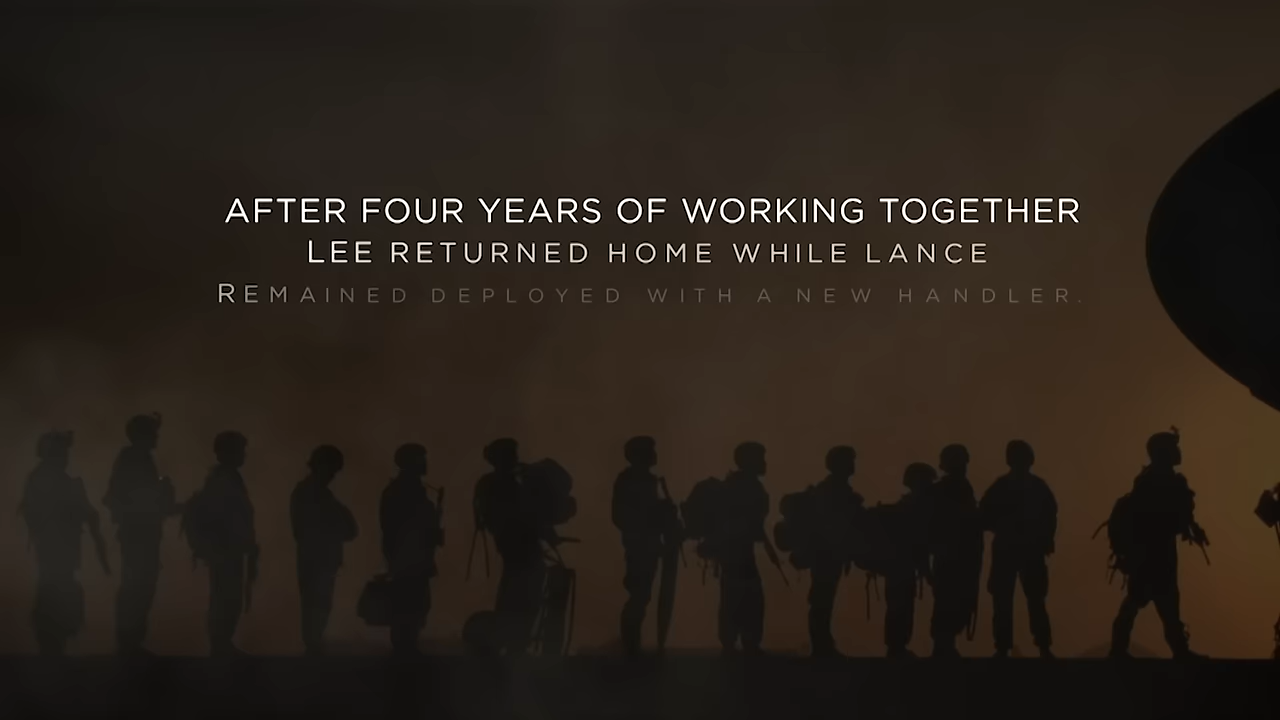 AFTER FOUR YEARS OF WORKING TOGETHER
LEE RETURNED HOME WHILE LANCE
REMAINED DEPLOYED WITH A NEW HANDLER.